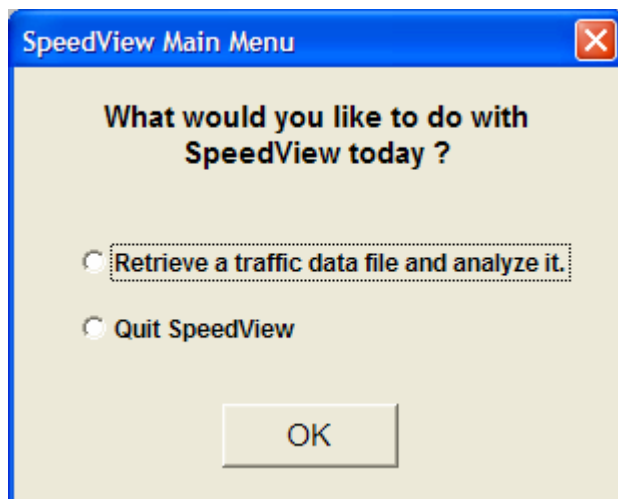 SpeedView Main Menu
What would you like to do with
SpeedView today ?
Retrieve a traffic data file and analyze it.
Quit SpeedView
OK